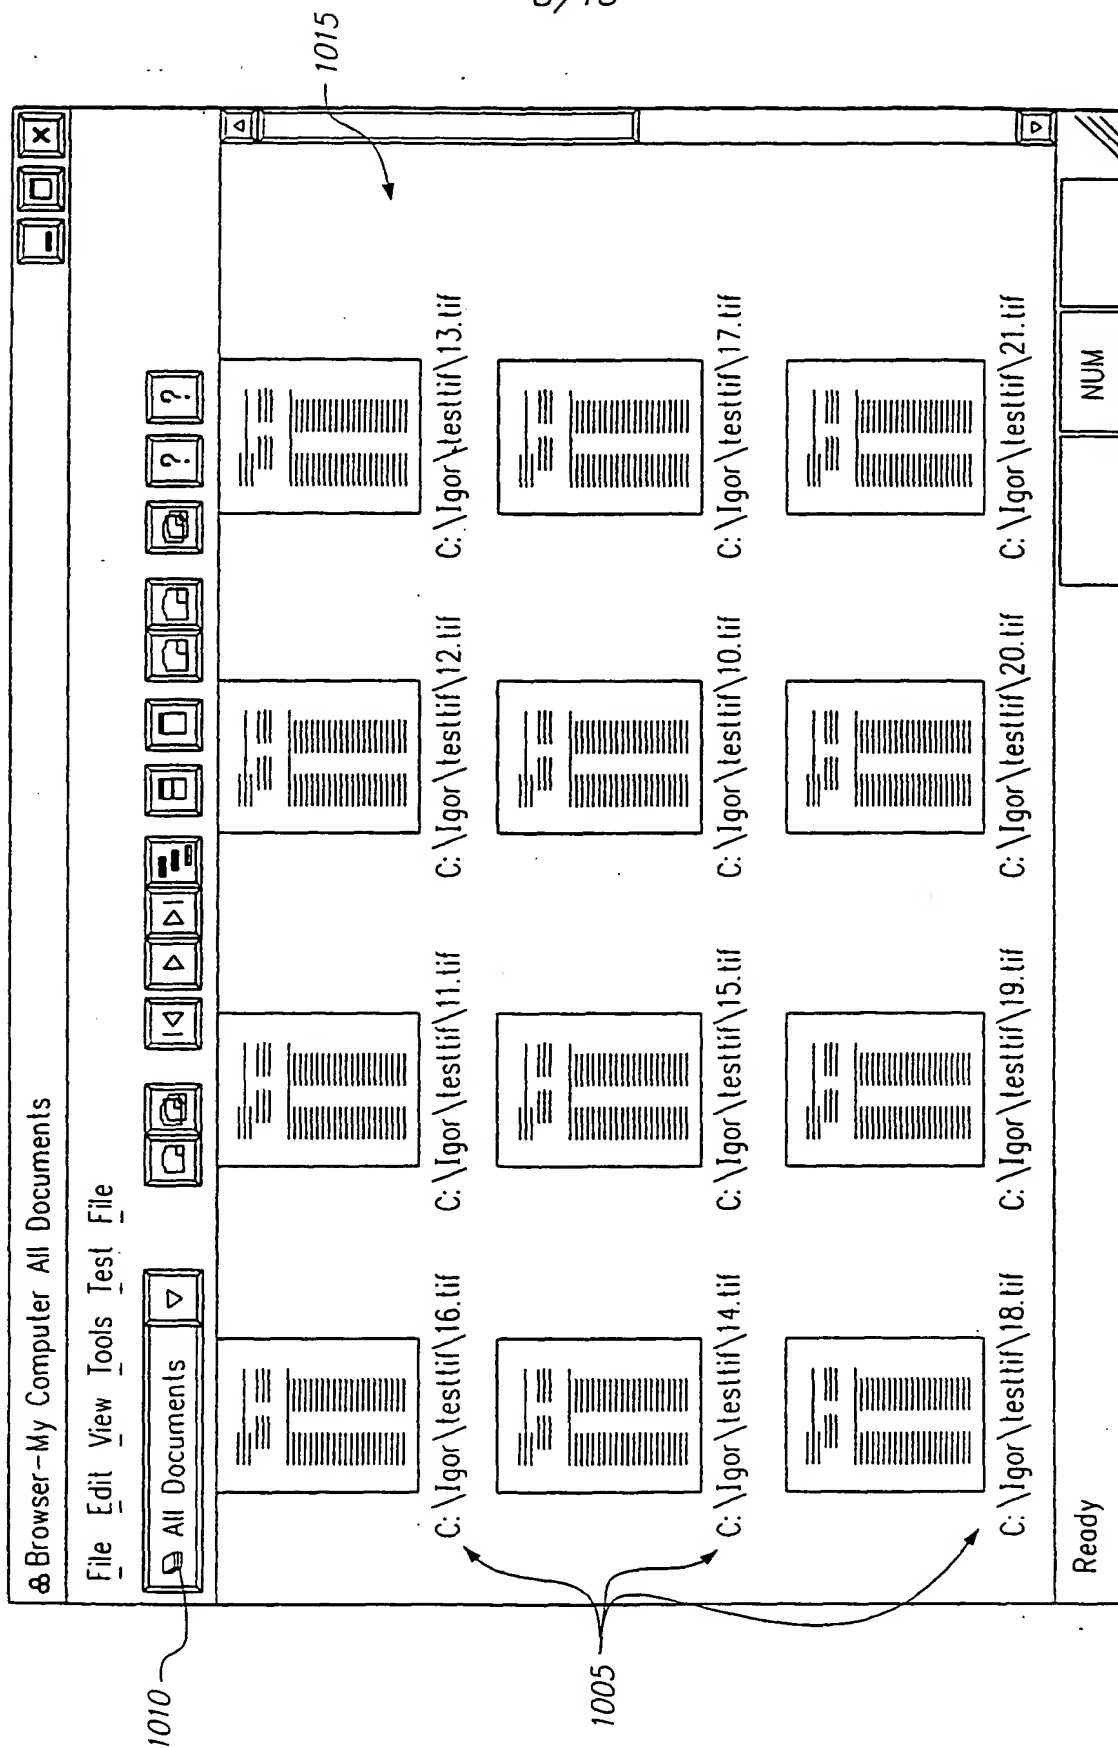 1015
Browser-My Computer All Documents
File Edit View Tools Test File
All Documents
? ?
C:\Igor\testtif\16.tif C:\Igor\testtif\11.tif C:\Igor\testtif\12.tif C:\Igor\testtif\13.tif
C:\Igor\testtif\14.tif C:\Igor\testtif\15.tif C:\Igor\testtif\10.tif C:\Igor\testtif\17.tif
C:\Igor\testtif\18.tif C:\Igor\testtif\19.tif C:\Igor\testtif\20.tif C:\Igor\testtif\21.tif
Ready NUM
1010
1005